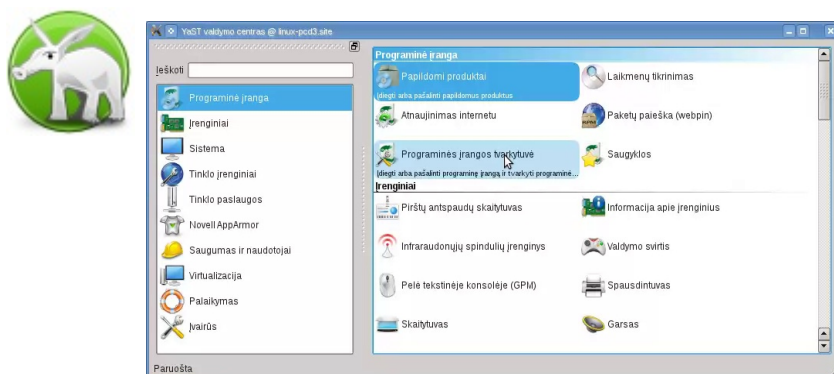 YaST valdymo centras @ linux-pcd3.site
Ieškoti
Programinė įranga
Įrenginiai
Sistema
Tinklo įrenginiai
Tinklo paslaugos
Novell AppArmor
Saugumas ir naudotojai
Virtualizacija
Palaikymas
Įvairūs
Programinė įranga
Papildomi produktai
Įdiegti arba pašalinti papildomus produktus
Laikmenų tikrinimas
Atnaujinimas internetu
Paketų paieška (webpin)
Programinės įrangos tvarkytuvė
Įdiegti arba pašalinti programinę įrangą ir tvarkyti programinė...
Saugyklos
Įrenginiai
Pirštų antspaudų skaitytuvas
Informacija apie įrenginius
Infraraudonųjų spindulių įrenginys
Valdymo svirtis
Pelė tekstinėje konsolėje (GPM)
Spausdintuvas
Skaitytuvas
Garsas
Paruošta